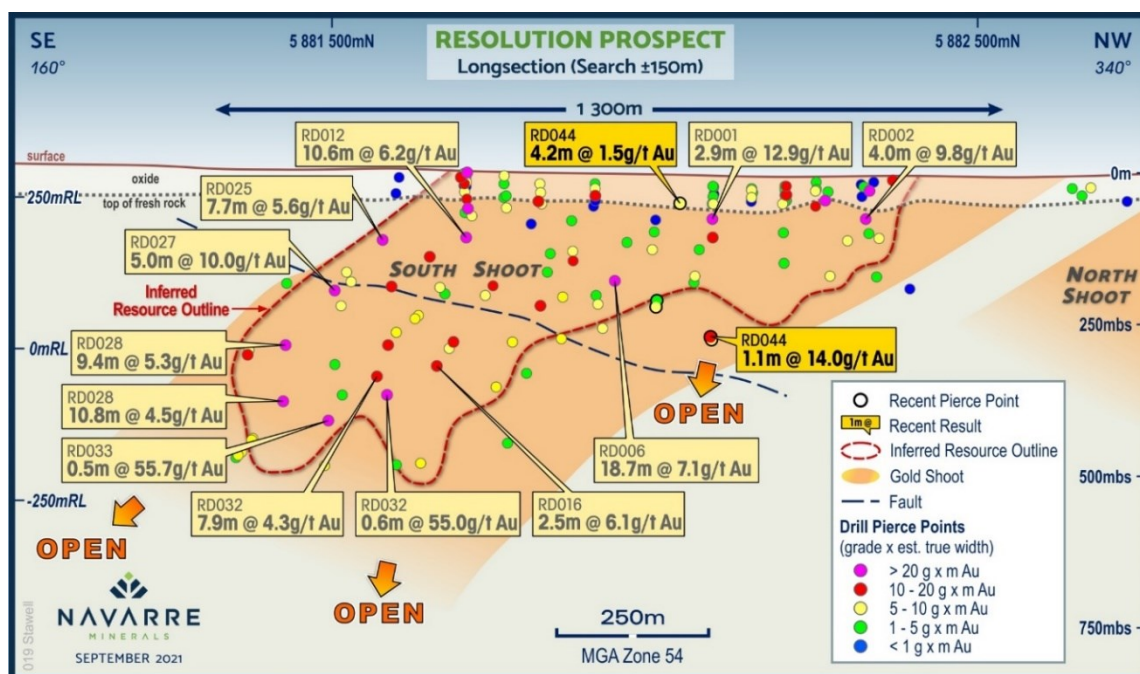 SE
160°
5 881 500mN
RESOLUTION PROSPECT
Longsection (Search ±150m)
5 882 500mN
NW
340°
1 300m
RD012
10.6m @ 6.2g/t Au
RD044
4.2m @ 1.5g/t Au
RD001
2.9m @ 12.9g/t Au
RD002
4.0m @ 9.8g/t Au
surface
oxide
0m
250mRL
top of fresh rock
RD025
7.7m @ 5.6g/t Au
RD027
5.0m @ 10.0g/t Au
SOUTH SHOOT
NORTH
SHOOT
Inferred
Resource Outline
250mbs
RD028
9.4m @ 5.3g/t Au
0mRL
RD044
1.1m @ 14.0g/t Au
RD028
10.8m @ 4.5g/t Au
OPEN
RD033
0.5m @ 55.7g/t Au
RD006
18.7m @ 7.1g/t Au
RD032
7.9m @ 4.3g/t Au
RD032
0.6m @ 55.0g/t Au
RD016
2.5m @ 6.1g/t Au
500mbs
-250mRL
OPEN
OPEN
Recent Pierce Point
1m @
Recent Result
Inferred Resource Outline
Gold Shoot
Fault
Drill Pierce Points
(grade x est. true width)
> 20 g x m Au
10 - 20 g x m Au
5 - 10 g x m Au
1 - 5 g x m Au
< 1 g x m Au
750mbs
250m
MGA Zone 54
NAVARRE
MINERALS
SEPTEMBER 2021
019 Stawell